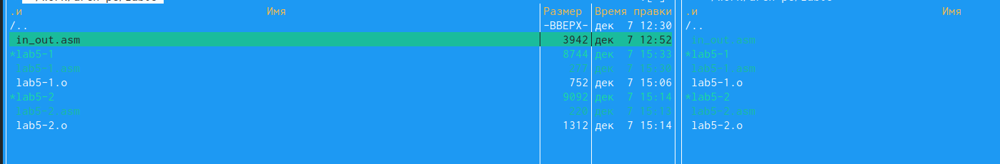 .и Имя Размер Время правки .и Имя
/.. -ВВЕРХ- дек 7 12:30 /..
in_out.asm 3942 дек 7 12:52 in_out.asm
*lab5-1 8744 дек 7 15:33 *lab5-1
lab5-1.asm 277 дек 7 15:30 lab5-1.asm
lab5-1.o 752 дек 7 15:06 lab5-1.o
*lab5-2 9092 дек 7 15:14 *lab5-2
lab5-2.asm 220 дек 7 15:13 lab5-2.asm
lab5-2.o 1312 дек 7 15:14 lab5-2.o